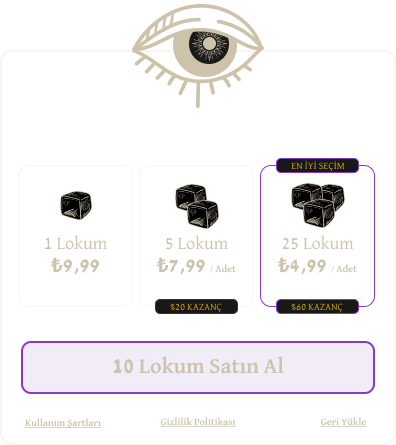 EN İYİ SEÇİM
1 Lokum
₺9,99
5 Lokum
₺7,99 / Adet
%20 KAZANÇ
25 Lokum
₺4,99 / Adet
%60 KAZANÇ
10 Lokum Satın Al
Kullanım Şartları
Gizlilik Politikası
Geri Yükle